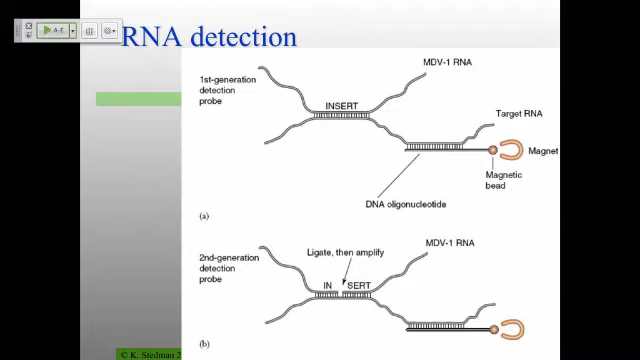 RNA detection
MDV-1 RNA
1st-generation
detection
probe
INSERT
Target RNA
Magnet
Magnetic
bead
DNA oligonucleotide
(a)
MDV-1 RNA
Ligate, then amplify
2nd-generation
detection
probe
IN SERT
(b)
© K. Stedman 2